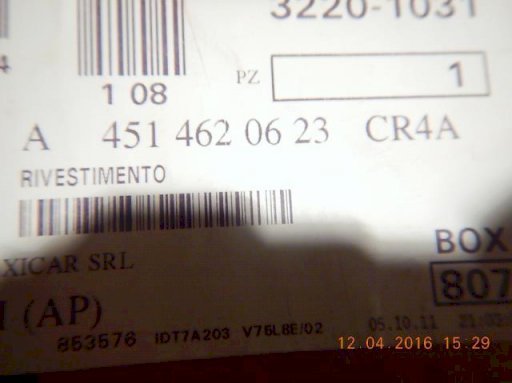 3220-1031
4
1 08
PZ 1
A 451 462 06 23 CR4A
RIVESTIMENTO
BOX
XICAR SRL
807
I (AP)
853576 IDT7A203 V76L8E/02 05.10.11
12.04.2016 15:29